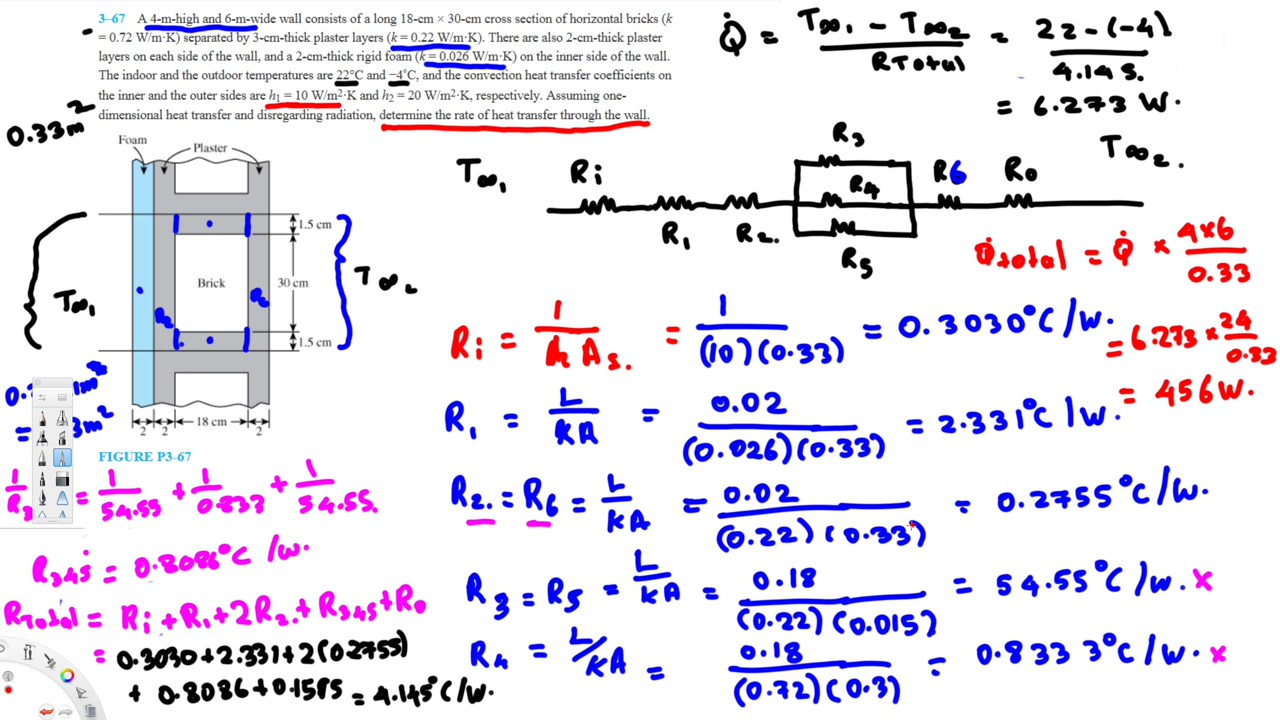 3–67 A 4-m-high and 6-m-wide wall consists of a long 18-cm × 30-cm cross section of horizontal bricks (k
= 0.72 W/m·K) separated by 3-cm-thick plaster layers (k = 0.22 W/m·K). There are also 2-cm-thick plaster
layers on each side of the wall, and a 2-cm-thick rigid foam (k = 0.026 W/m·K) on the inner side of the wall.
The indoor and the outdoor temperatures are 22°C and −4°C, and the convection heat transfer coefficients on
the inner and the outer sides are h₁ = 10 W/m²·K and h₂ = 20 W/m²·K, respectively. Assuming one-
dimensional heat transfer and disregarding radiation, determine the rate of heat transfer through the wall.
Q̇ = T∞₁ − T∞₂ / RTotal = 22-(-4) / 4.145.
= 6.273 W.
0.33m²
Foam
Plaster
1.5 cm
Brick
30 cm
1.5 cm
T∞₁
R₂
R₂
T∞₂
2
2
18 cm
2
FIGURE P3-67
T∞₁
Ri
R₁
R₂.
R₃
R₄
R₅
R6
Ro
T∞₂.
Q̇total = Q̇ × 4×6 / 0.33
= 6.273 × 24 / 0.33
= 456W.
Ri = 1 / h As. = 1 / (10)(0.33) = 0.3030°C/W.
R₁ = L / kA = 0.02 / (0.026)(0.33) = 2.331°C/W.
R₂. = R₆ = L / kA = 0.02 / (0.22)(0.33) = 0.2755°C/W.
R₃ = R₅ = L / kA = 0.18 / (0.22)(0.015) = 54.55°C/W. x
R₄ = L/kA = 0.18 / (0.72)(0.3) = 0.8333°C/W. x
= 1 / 54.55 + 1 / 0.833 + 1 / 54.55.
R₃₄₅ = 0.8086°C/W.
RTotal = Ri + R₁ + 2R₂ + R₃₄₅ + Ro
= 0.3030 + 2.331 + 2(0.2755)
+ 0.8086 + 0.1515 = 4.145°C/W.